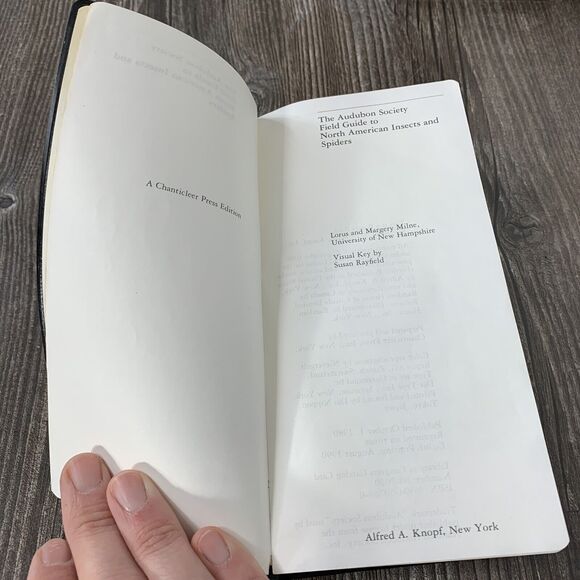 A Chanticleer Press Edition
The Audubon Society
Field Guide to
North American Insects and
Spiders
Lorus and Margery Milne,
University of New Hampshire
Visual Key by
Susan Rayfield
Alfred A. Knopf, New York